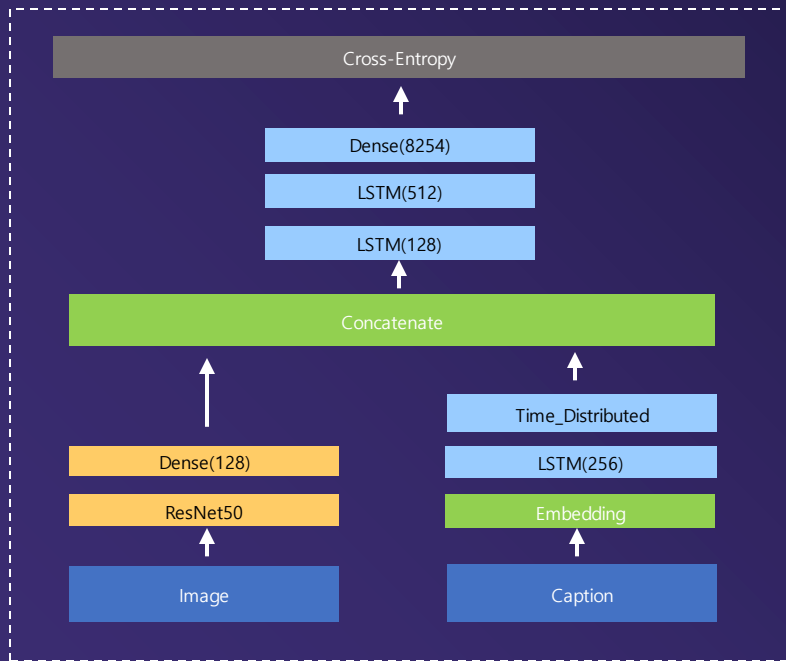 Cross-Entropy
Dense(8254)
LSTM(512)
LSTM(128)
Concatenate
Time_Distributed
Dense(128)
LSTM(256)
ResNet50
Embedding
Image
Caption